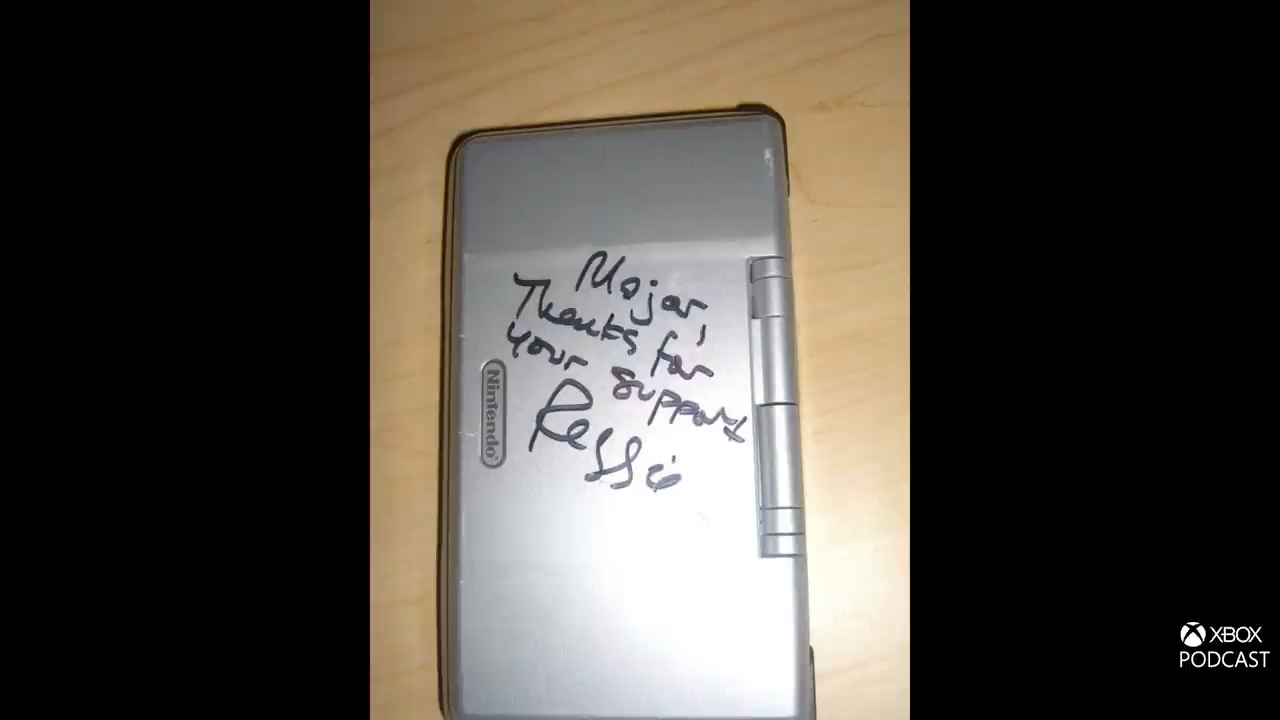 Major,
Thanks for
your support
Reggie
Nintendo®
XBOX
PODCAST